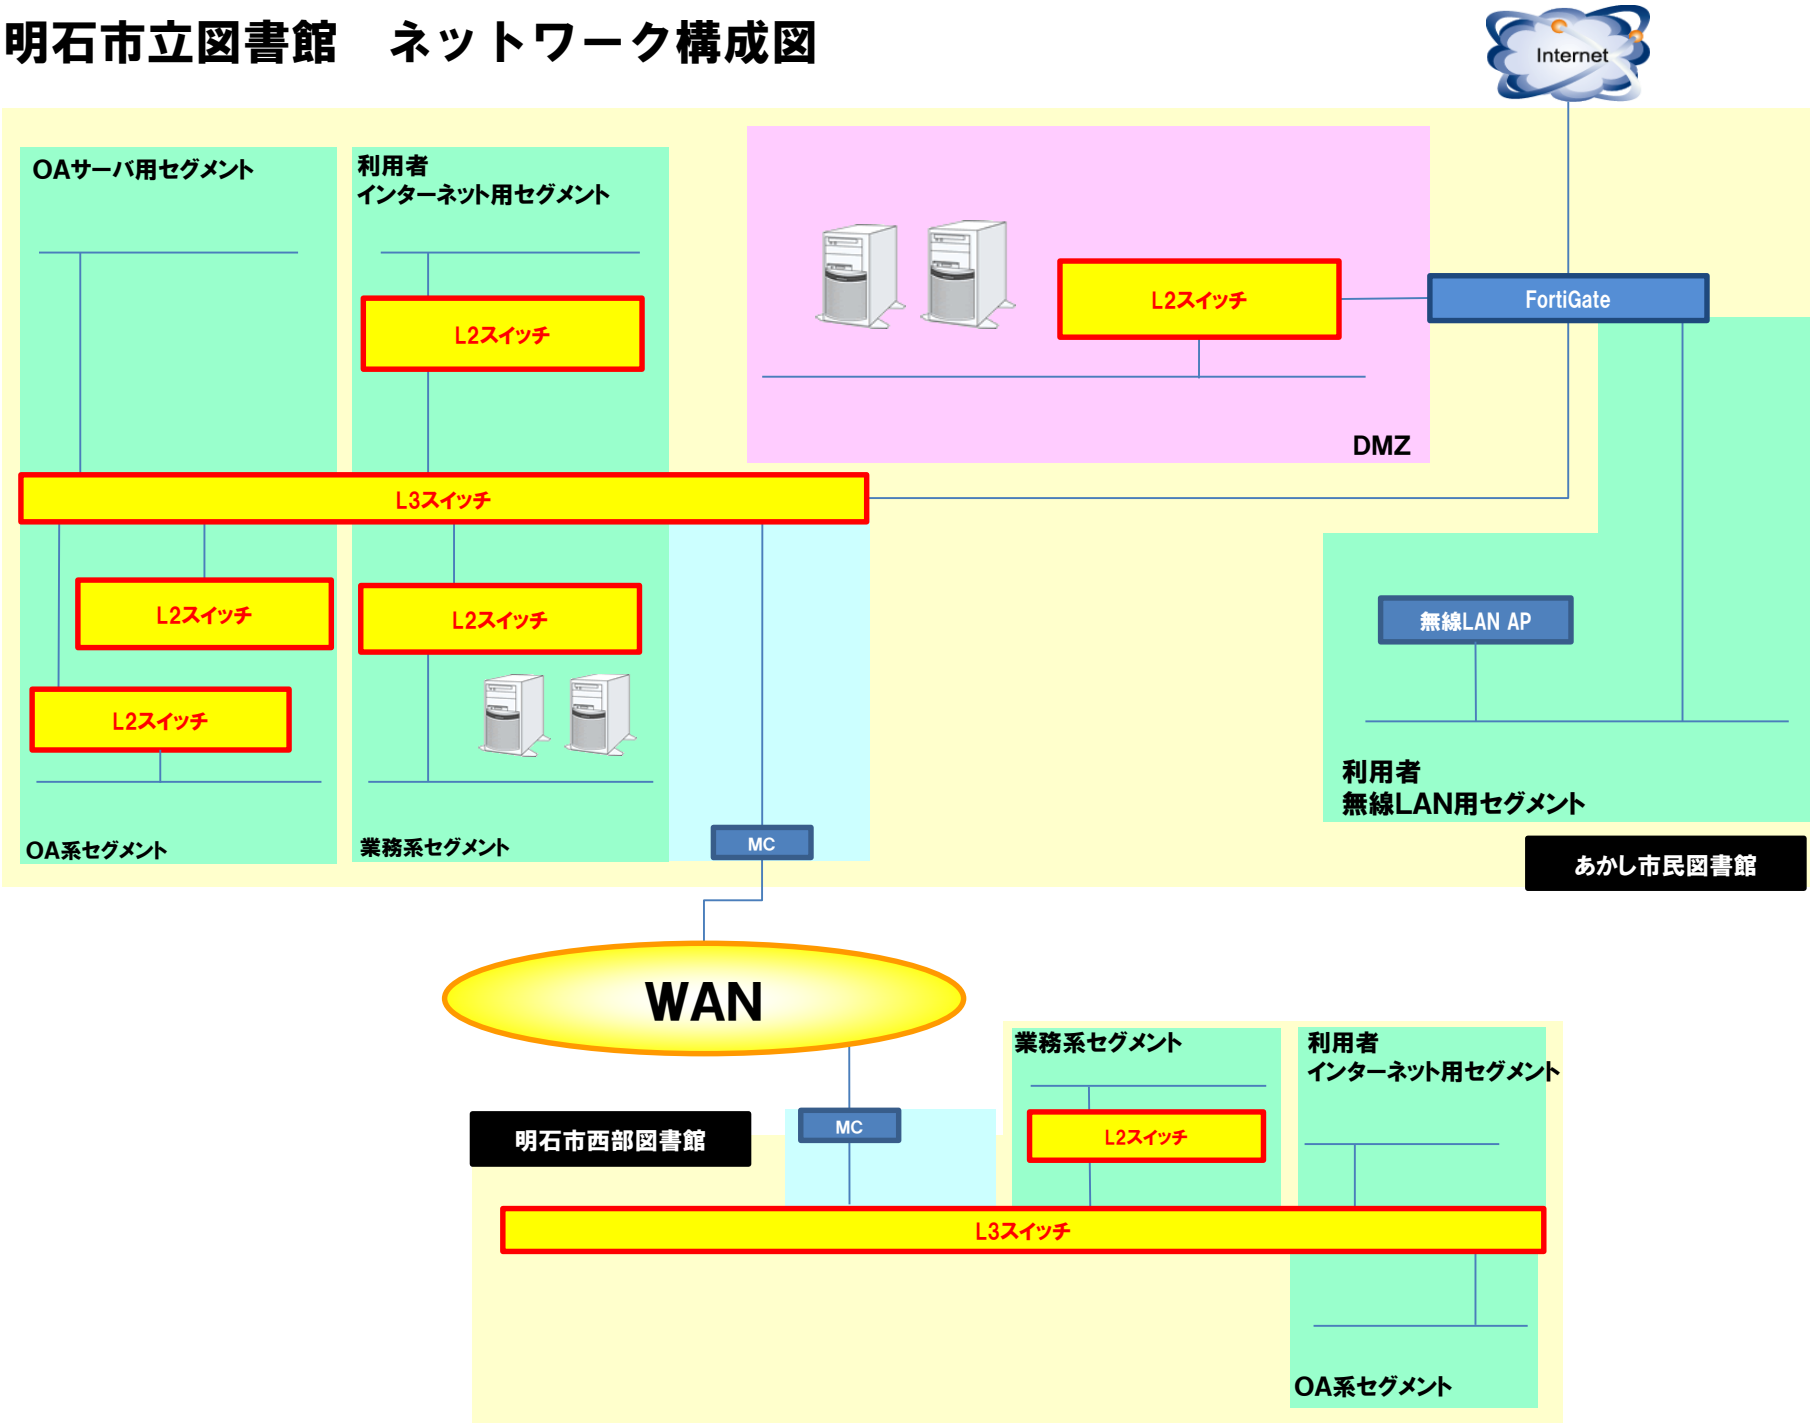 明石市立図書館　ネットワーク構成図
Internet
OAサーバ用セグメント
利用者
インターネット用セグメント
L2スイッチ
L2スイッチ
FortiGate
DMZ
L3スイッチ
L2スイッチ
L2スイッチ
無線LAN AP
L2スイッチ
利用者
無線LAN用セグメント
OA系セグメント
業務系セグメント
MC
あかし市民図書館
WAN
業務系セグメント
利用者
インターネット用セグメント
明石市西部図書館
MC
L2スイッチ
L3スイッチ
OA系セグメント